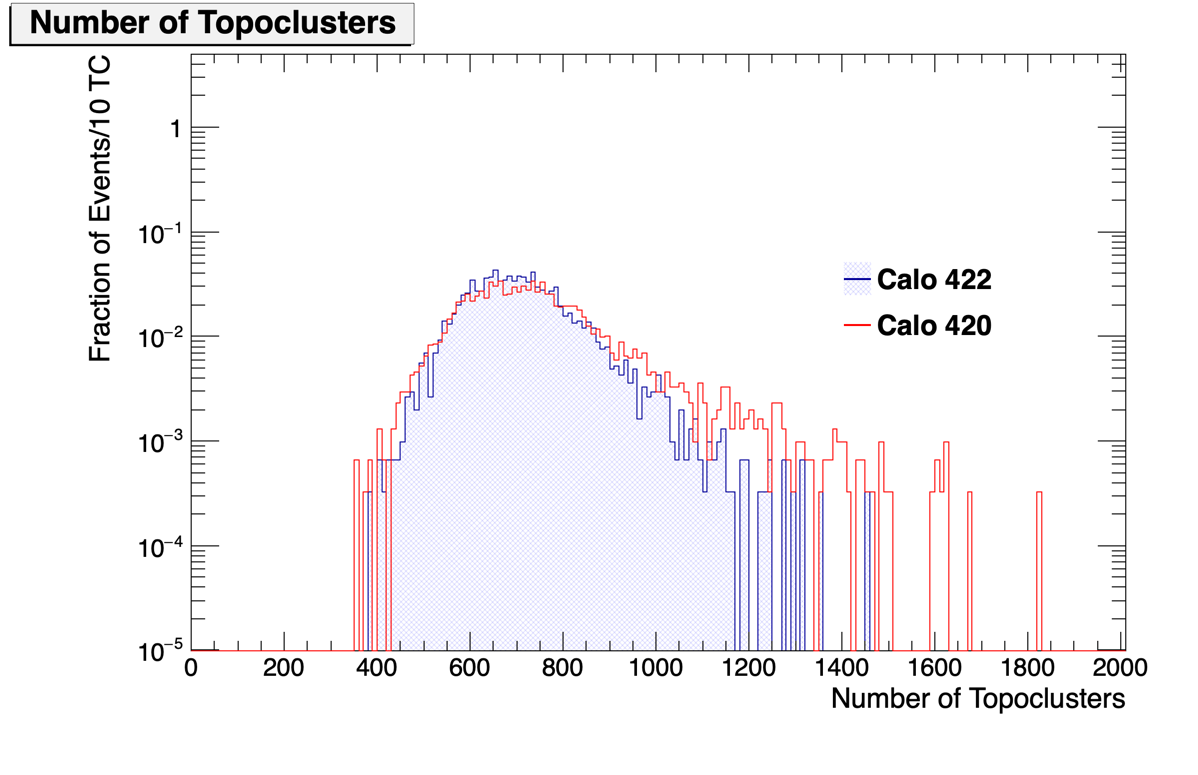 Number of Topoclusters
Fraction of Events/10 TC
1
10⁻¹
10⁻²
10⁻³
10⁻⁴
10⁻⁵
Calo 422
Calo 420
0 200 400 600 800 1000 1200 1400 1600 1800 2000
Number of Topoclusters